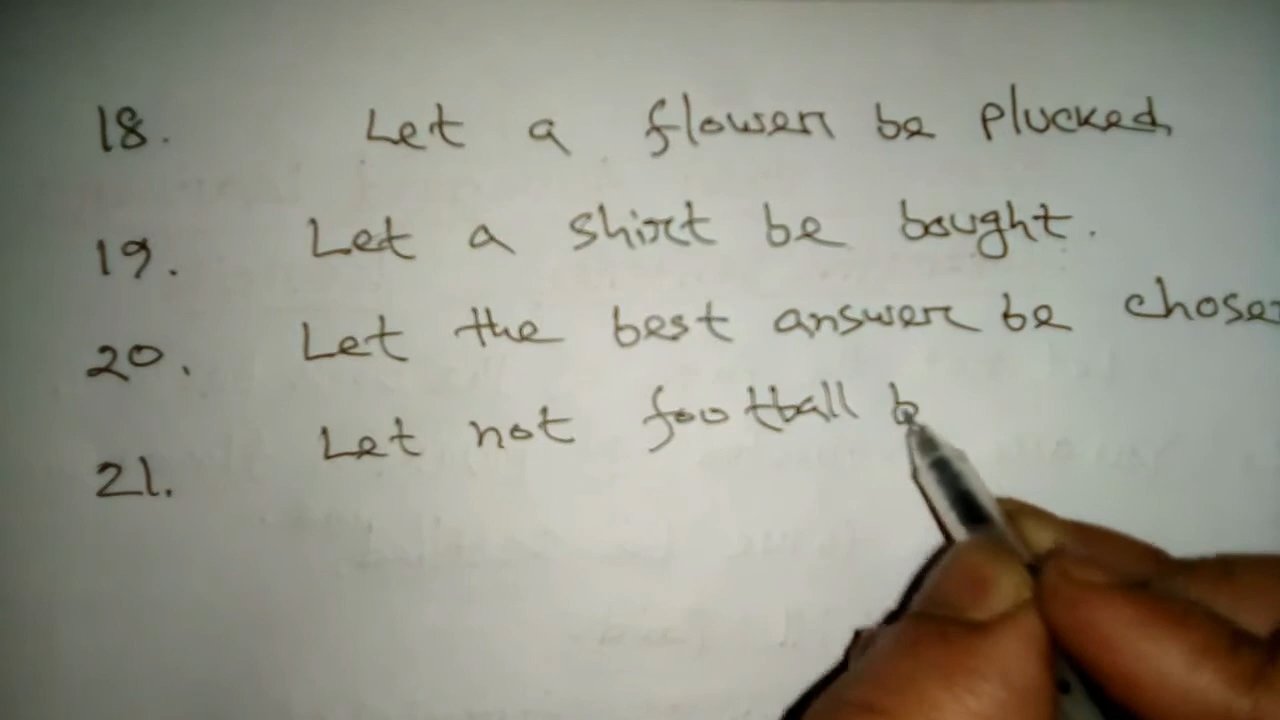 18. Let a flower be plucked
19. Let a shirt be bought.
20. Let the best answer be chose
21. Let not football b